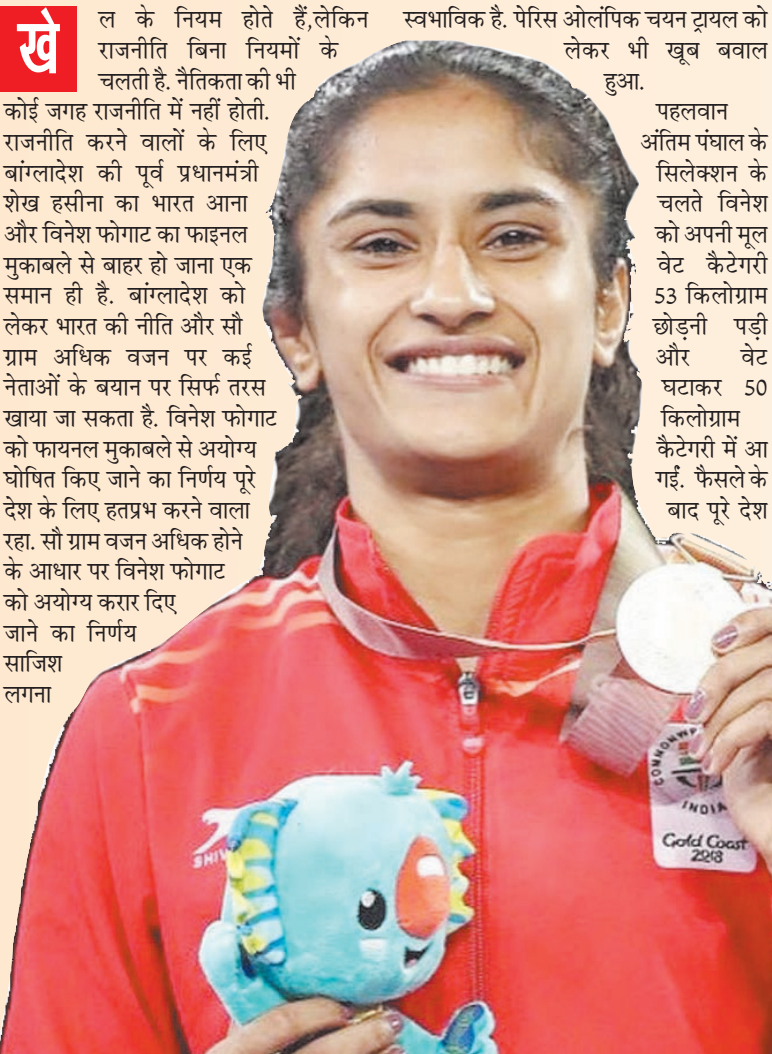 खे
ल के नियम होते हैं,लेकिन
राजनीति बिना नियमों के
चलती है. नैतिकता की भी
कोई जगह राजनीति में नहीं होती.
राजनीति करने वालों के लिए
बांग्लादेश की पूर्व प्रधानमंत्री
शेख हसीना का भारत आना
और विनेश फोगाट का फाइनल
मुकाबले से बाहर हो जाना एक
समान ही है. बांग्लादेश को
लेकर भारत की नीति और सौ
ग्राम अधिक वजन पर कई
नेताओं के बयान पर सिर्फ तरस
खाया जा सकता है. विनेश फोगाट
को फायनल मुकाबले से अयोग्य
घोषित किए जाने का निर्णय पूरे
देश के लिए हतप्रभ करने वाला
रहा. सौ ग्राम वजन अधिक होने
के आधार पर विनेश फोगाट
को अयोग्य करार दिए
जाने का निर्णय
साजिश
लगना
स्वभाविक है. पेरिस ओलंपिक चयन ट्रायल को
लेकर भी खूब बवाल
हुआ.
पहलवान
अंतिम पंघाल के
सिलेक्शन के
चलते विनेश
को अपनी मूल
वेट कैटेगरी
53 किलोग्राम
छोड़नी पड़ी
और वेट
घटाकर 50
किलोग्राम
कैटेगरी में आ
गईं. फैसले के
बाद पूरे देश
SHIV
INDIA
Gold Coast
2018